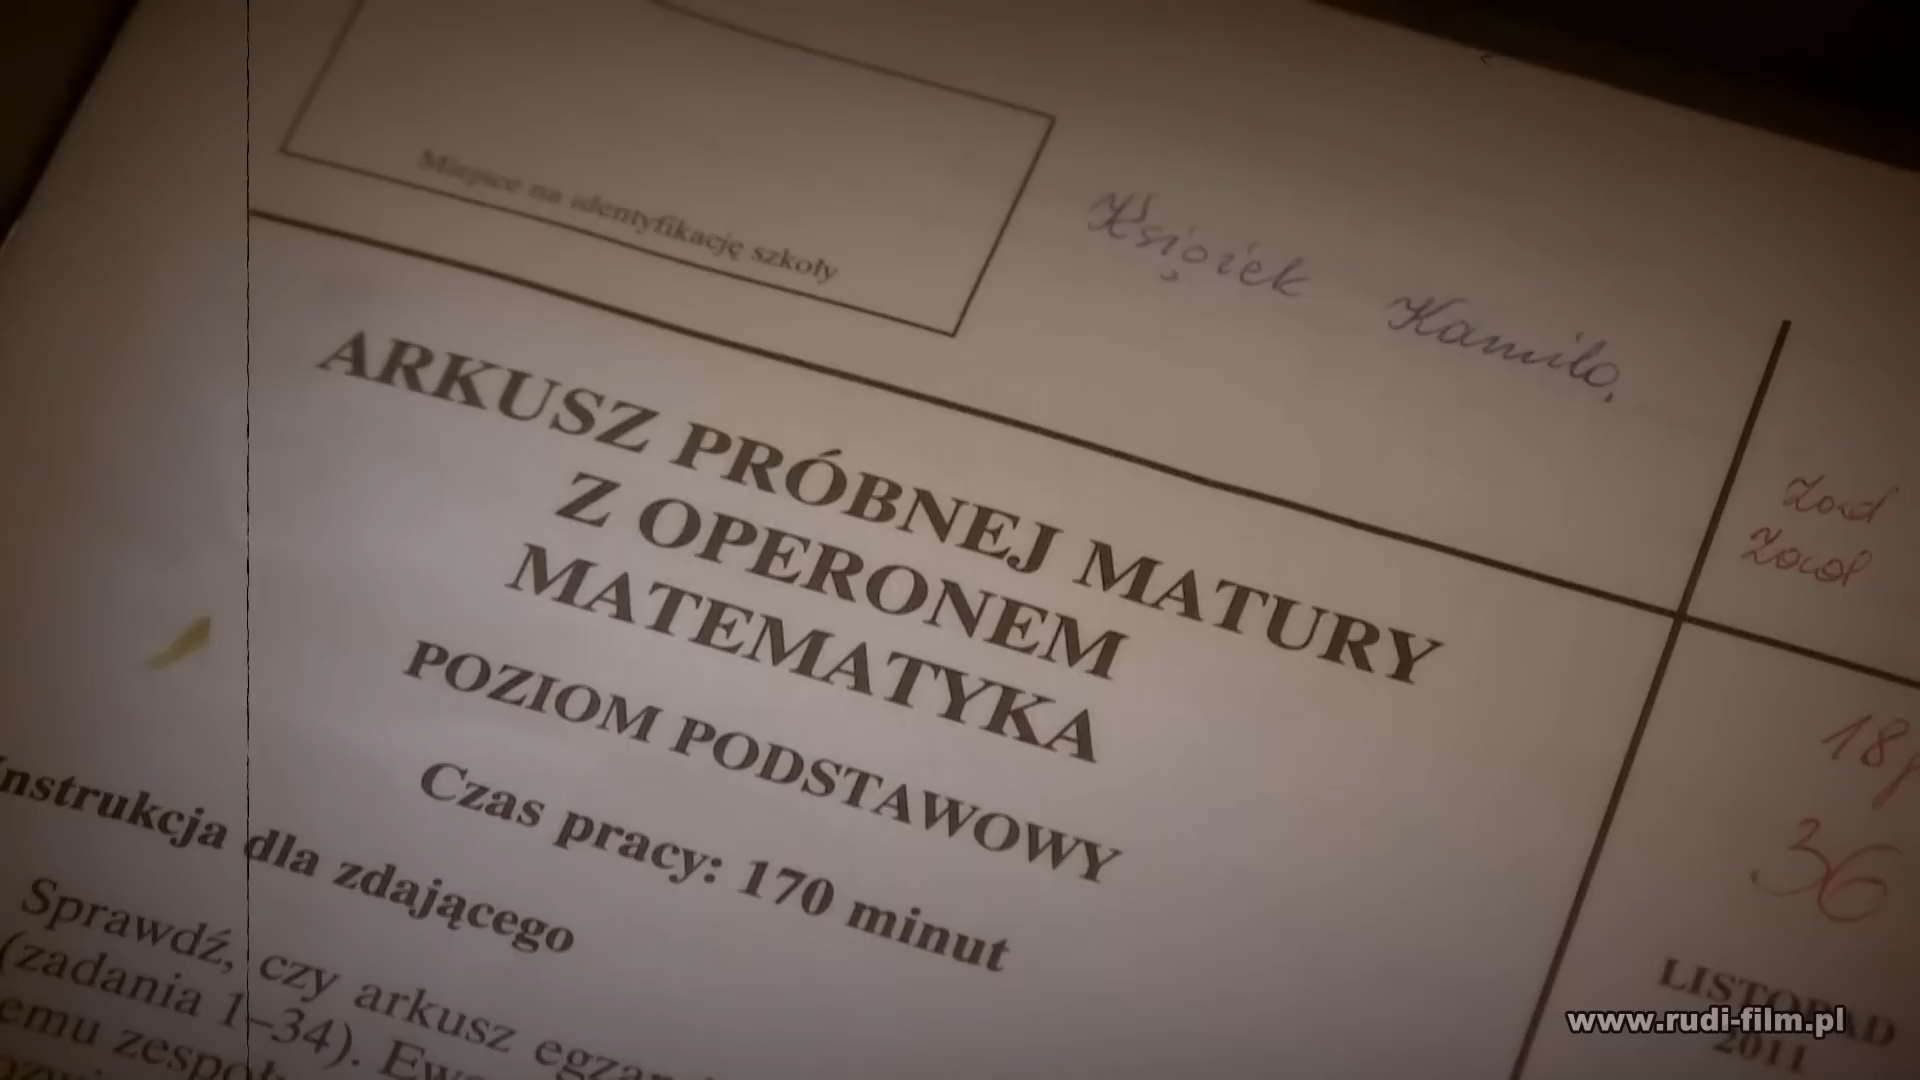 Miejsce na identyfikację szkoły
Książek Kamila
ARKUSZ PRÓBNEJ MATURY
Z OPERONEM
MATEMATYKA
POZIOM PODSTAWOWY
Czas pracy: 170 minut
Instrukcja dla zdającego
Sprawdź, czy arkusz
(zadania 1–34).
18
36
LISTOPAD
2011
www.rudi-film.pl